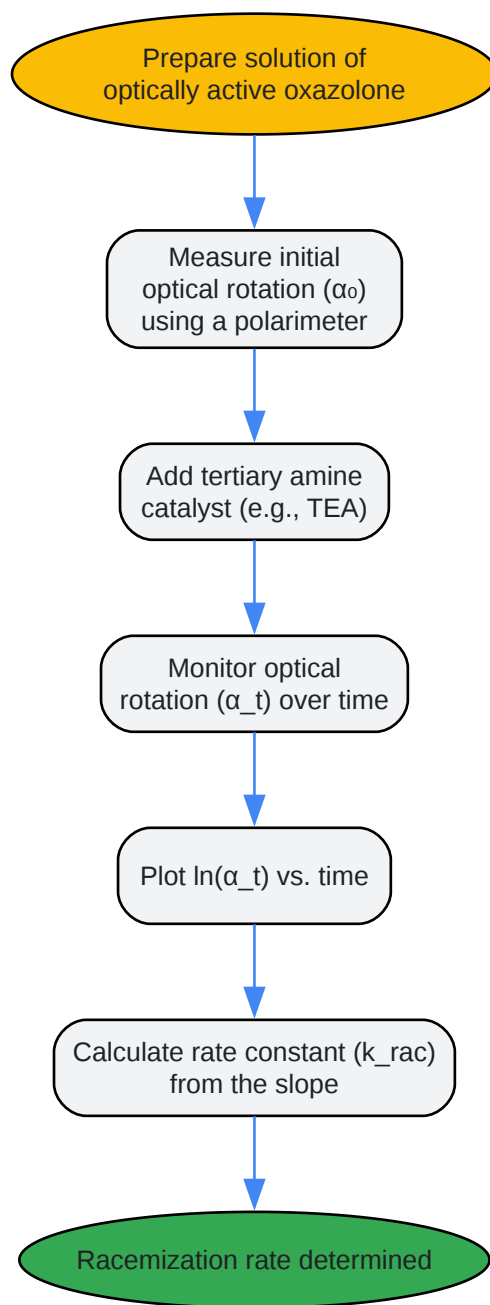 Prepare solution of
optically active oxazolone
Measure initial
optical rotation (α₀)
using a polarimeter
Add tertiary amine
catalyst (e.g., TEA)
Monitor optical
rotation (α_t) over time
Plot ln(α_t) vs. time
Calculate rate constant (k_rac)
from the slope
Racemization rate determined